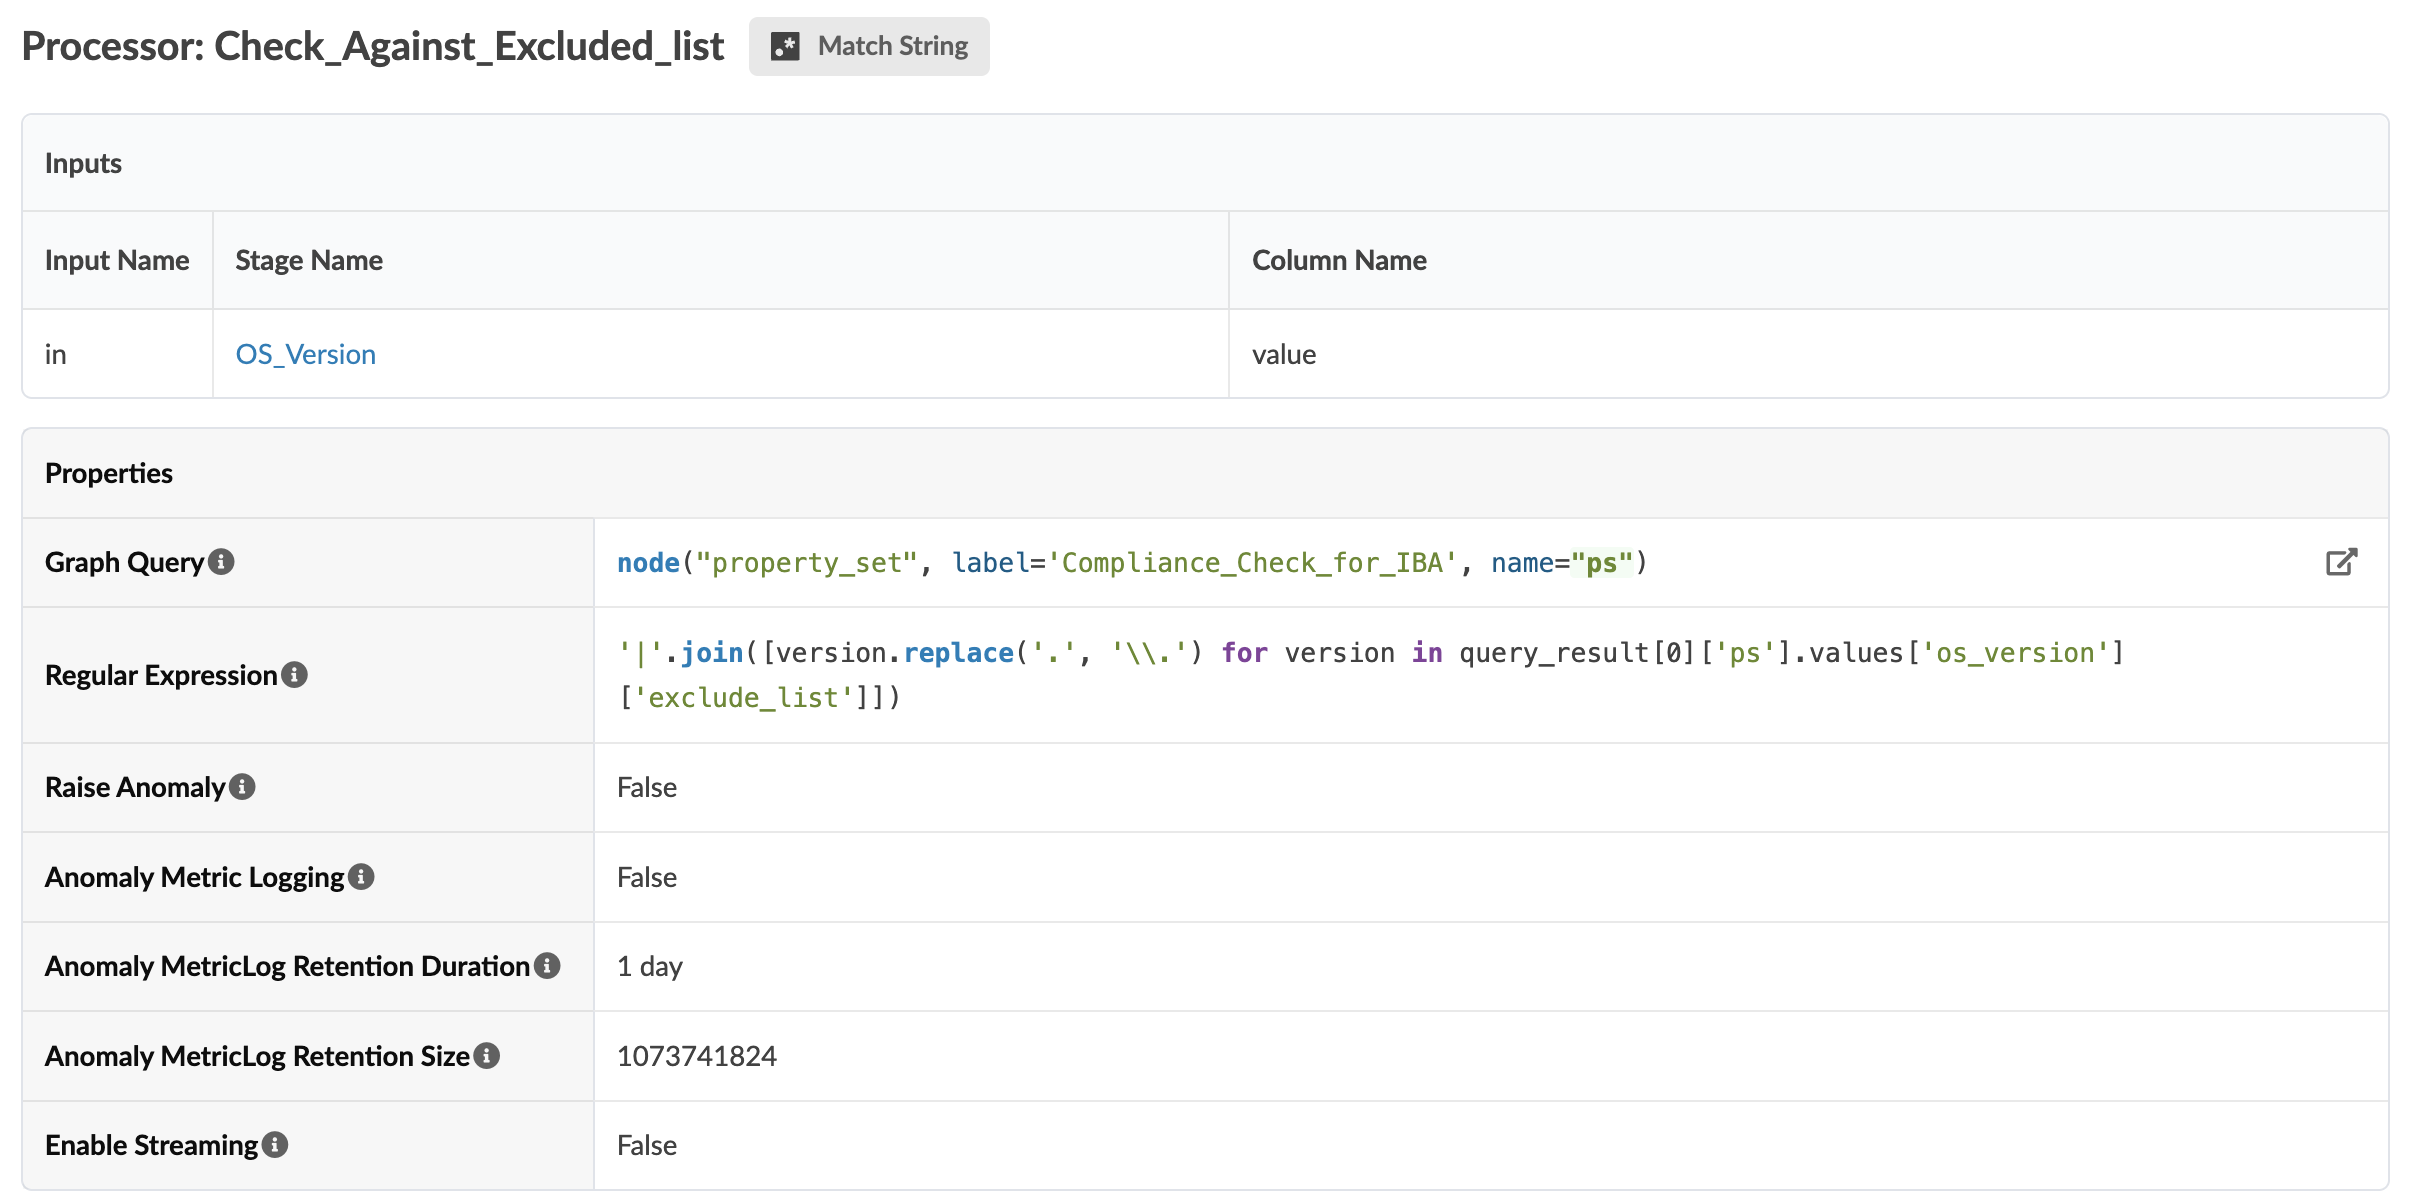 Processor: Check_Against_Excluded_list Match String
Inputs
Input Name Stage Name Column Name
in OS_Version value
Properties
Graph Query node("property_set", label='Compliance_Check_for_IBA', name="ps")
Regular Expression '|'.join([version.replace('.', '\\.') for version in query_result[0]['ps'].values['os_version']
['exclude_list']])
Raise Anomaly False
Anomaly Metric Logging False
Anomaly MetricLog Retention Duration 1 day
Anomaly MetricLog Retention Size 1073741824
Enable Streaming False